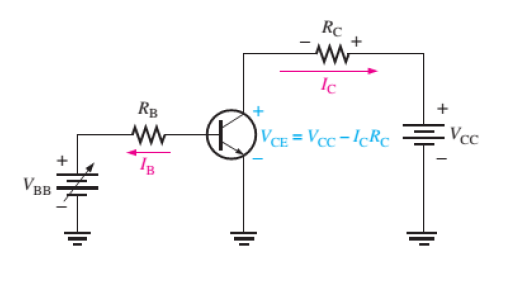 R_C
− +
I_C
R_B
+
V_CE = V_CC − I_C R_C
−
+
V_CC
−
I_B
+
V_BB
−